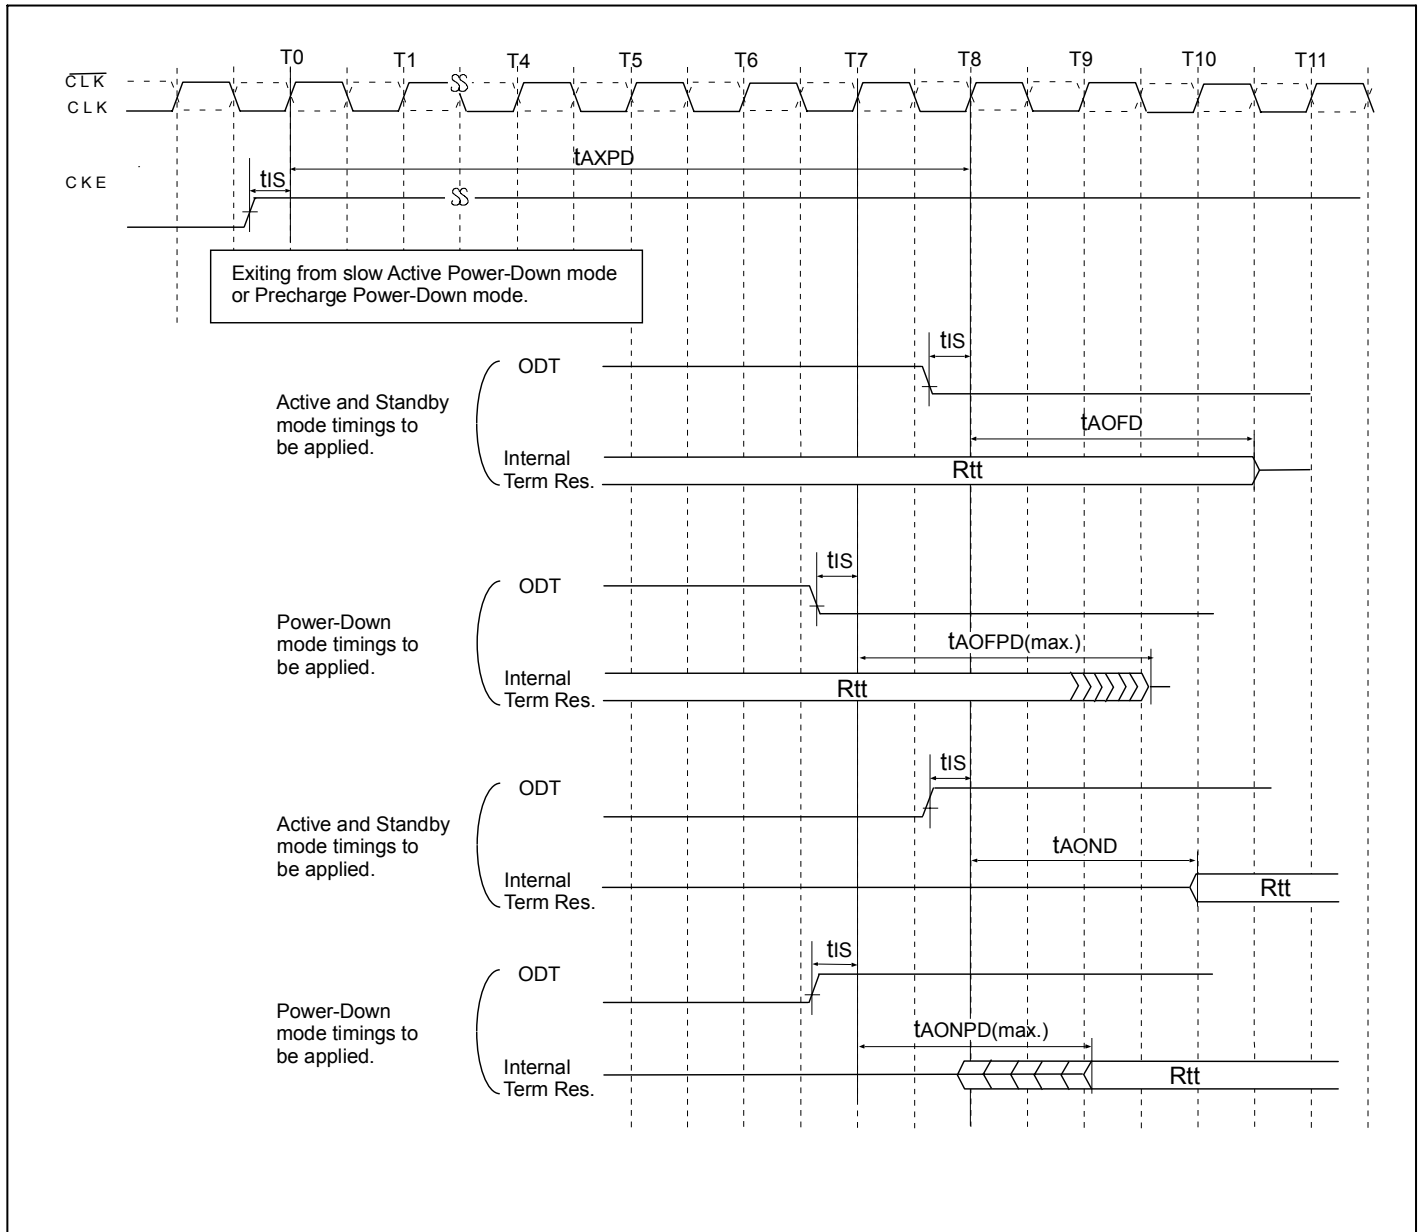 T0 T1 T4 T5 T6 T7 T8 T9 T10 T11
CLK
CLK
tAXPD
CKE
tIS
Exiting from slow Active Power-Down mode
or Precharge Power-Down mode.
tIS
ODT
Active and Standby
mode timings to
be applied.
tAOFD
Internal
Term Res.
Rtt
tIS
ODT
Power-Down
mode timings to
be applied.
tAOFPD(max.)
Internal
Term Res.
Rtt
tIS
ODT
Active and Standby
mode timings to
be applied.
tAOND
Internal
Term Res.
Rtt
tIS
ODT
Power-Down
mode timings to
be applied.
tAONPD(max.)
Internal
Term Res.
Rtt